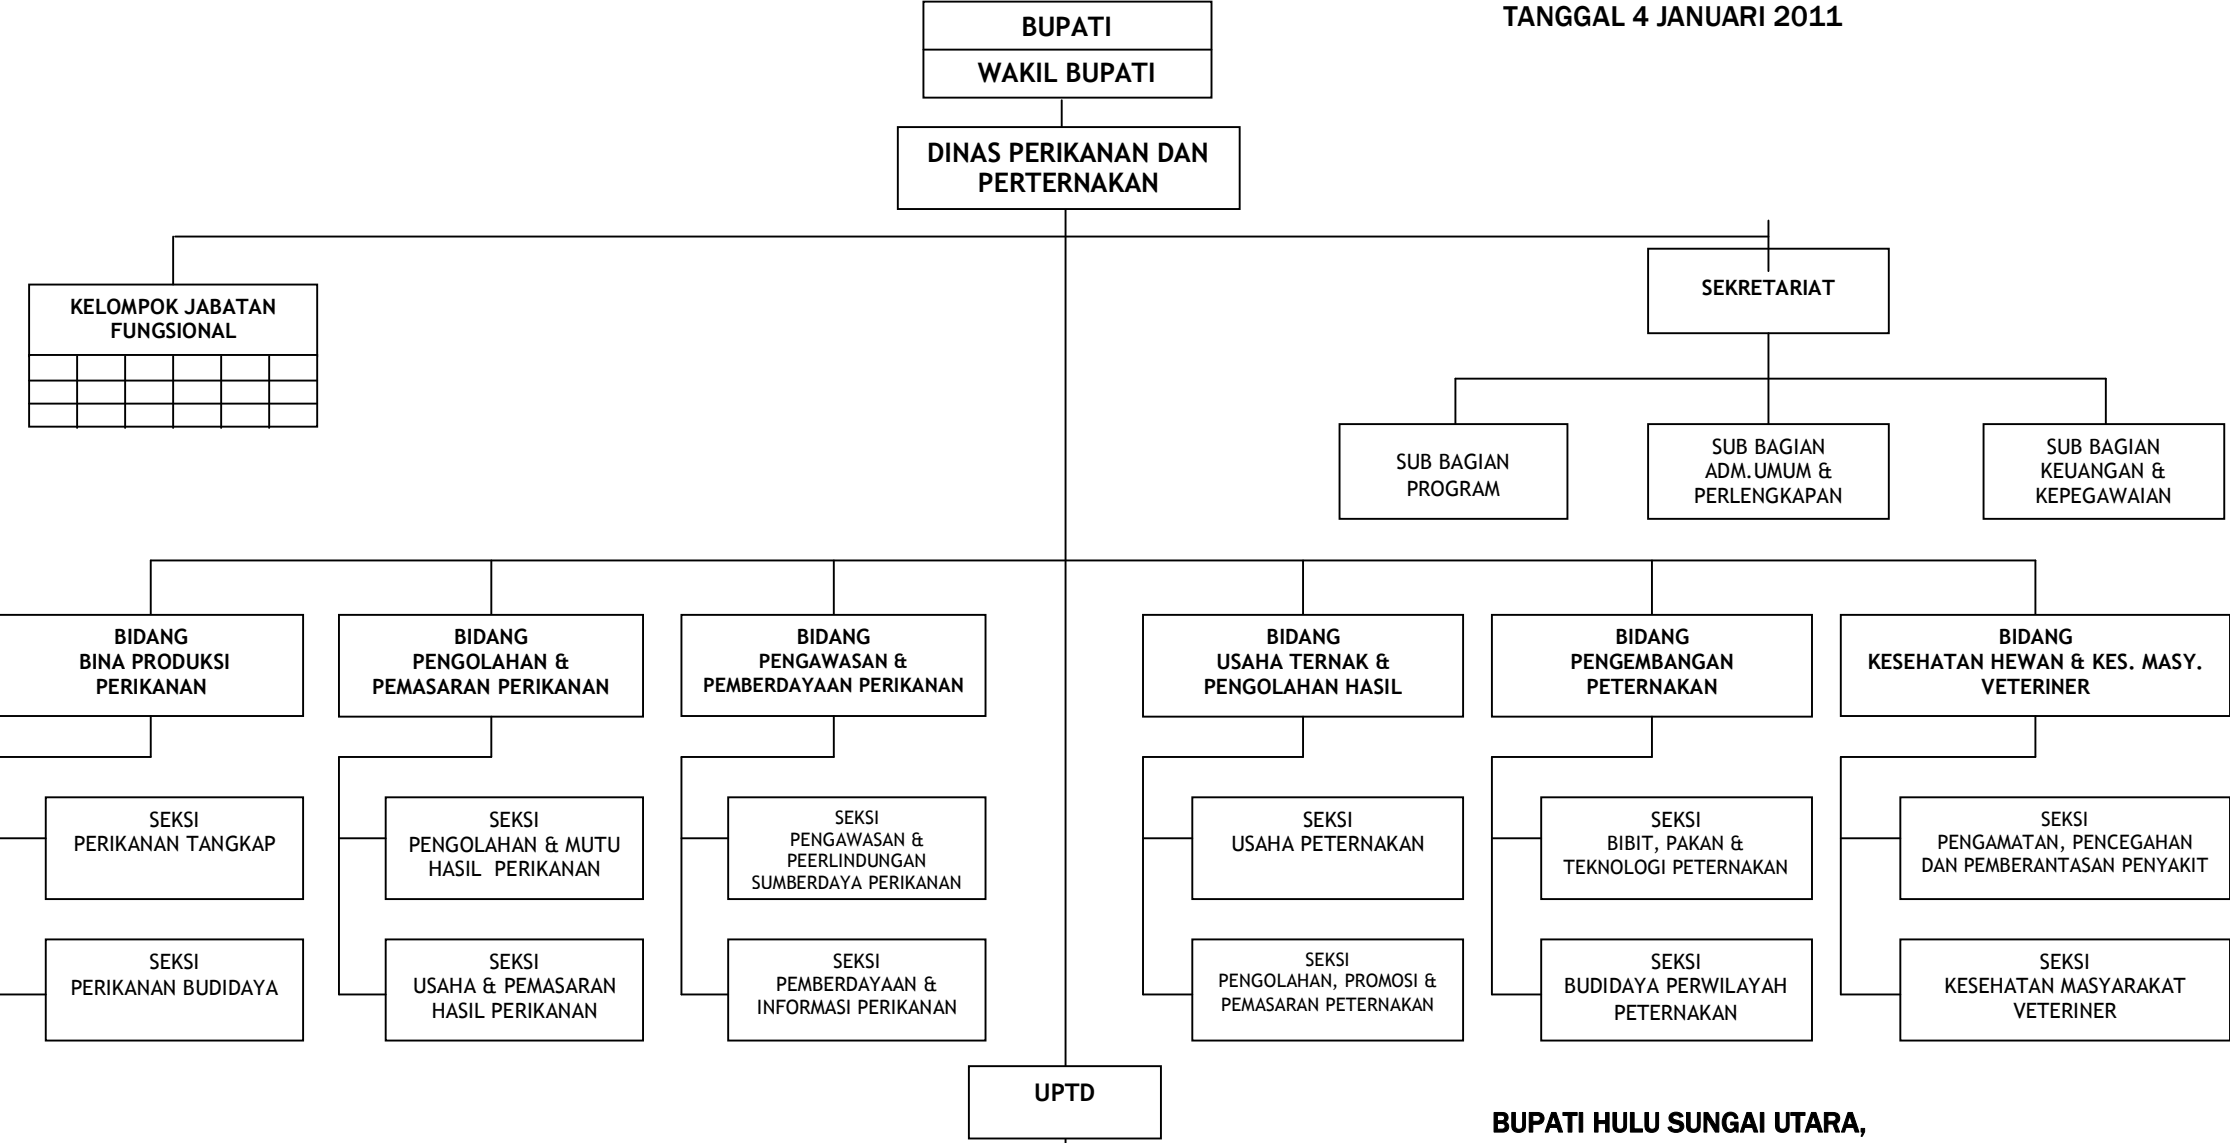 TANGGAL 4 JANUARI 2011
BUPATI
WAKIL BUPATI
DINAS PERIKANAN DAN
PERTERNAKAN
KELOMPOK JABATAN
FUNGSIONAL
SEKRETARIAT
SUB BAGIAN
PROGRAM
SUB BAGIAN
ADM.UMUM &
PERLENGKAPAN
SUB BAGIAN
KEUANGAN &
KEPEGAWAIAN
BIDANG
BINA PRODUKSI
PERIKANAN
BIDANG
PENGOLAHAN &
PEMASARAN PERIKANAN
BIDANG
PENGAWASAN &
PEMBERDAYAAN PERIKANAN
BIDANG
USAHA TERNAK &
PENGOLAHAN HASIL
BIDANG
PENGEMBANGAN
PETERNAKAN
BIDANG
KESEHATAN HEWAN & KES. MASY.
VETERINER
SEKSI
PERIKANAN TANGKAP
SEKSI
PENGOLAHAN & MUTU
HASIL PERIKANAN
SEKSI
PENGAWASAN &
PEERLINDUNGAN
SUMBERDAYA PERIKANAN
SEKSI
USAHA PETERNAKAN
SEKSI
BIBIT, PAKAN &
TEKNOLOGI PETERNAKAN
SEKSI
PENGAMATAN, PENCEGAHAN
DAN PEMBERANTASAN PENYAKIT
SEKSI
PERIKANAN BUDIDAYA
SEKSI
USAHA & PEMASARAN
HASIL PERIKANAN
SEKSI
PEMBERDAYAAN &
INFORMASI PERIKANAN
SEKSI
PENGOLAHAN, PROMOSI &
PEMASARAN PETERNAKAN
SEKSI
BUDIDAYA PERWILAYAH
PETERNAKAN
SEKSI
KESEHATAN MASYARAKAT
VETERINER
UPTD
BUPATI HULU SUNGAI UTARA,